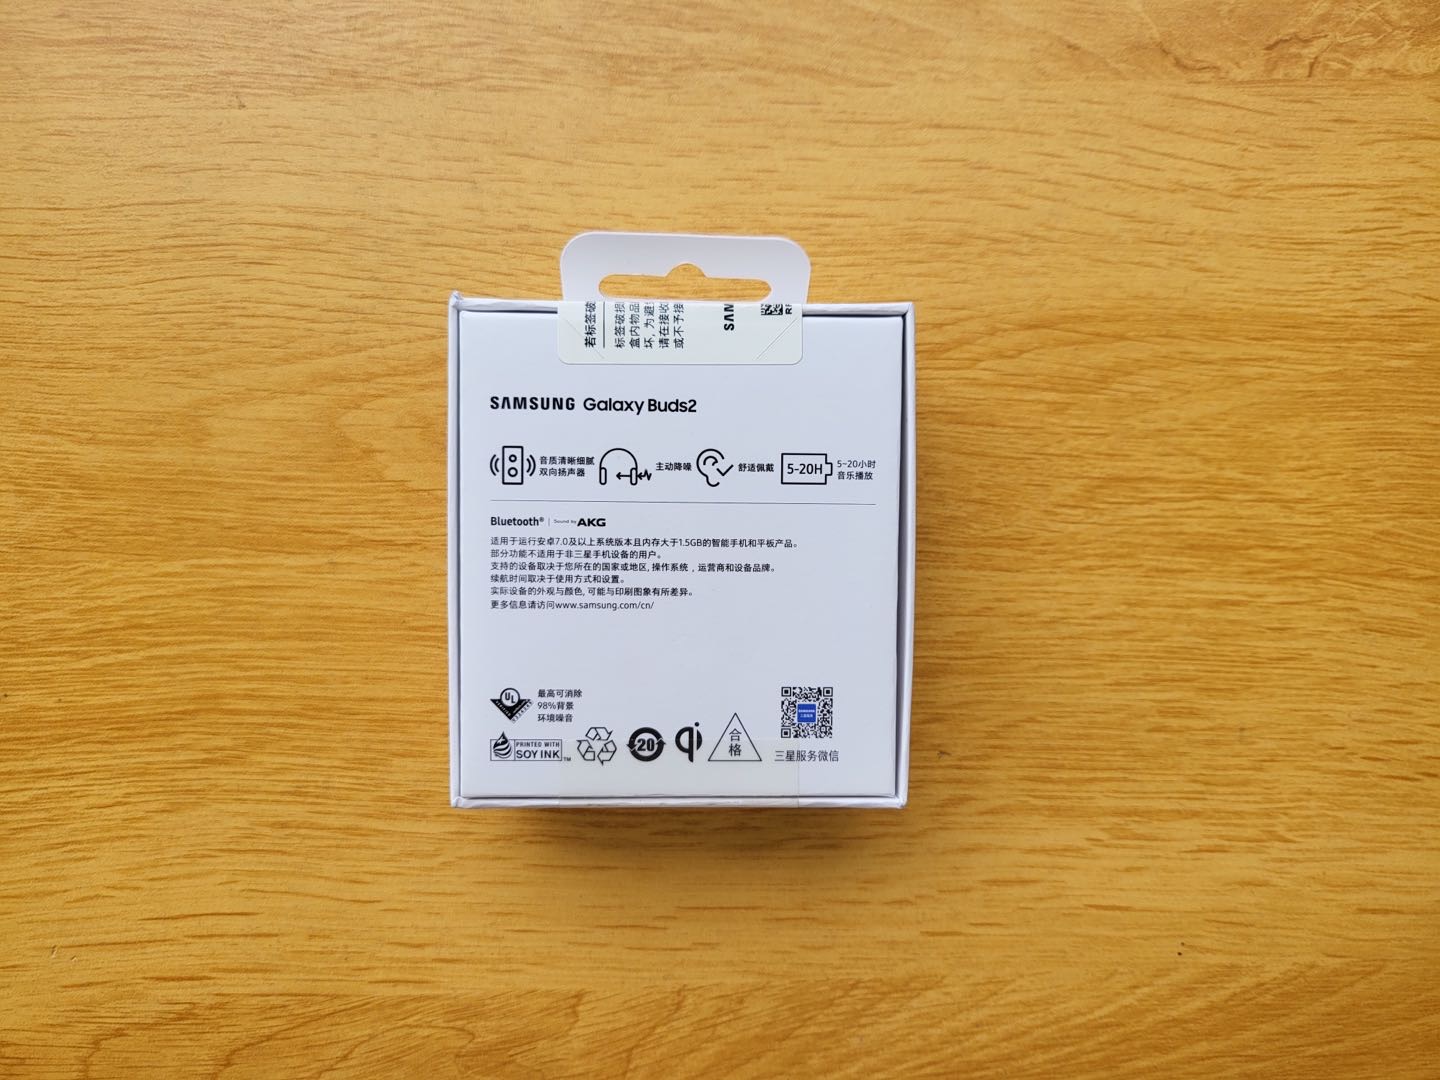 若标签破
标签破损
盒内物品
坏,为避
请在接收
或不予接
SAN
SAMSUNG Galaxy Buds2
音质清晰细腻
双向扬声器
主动降噪
舒适佩戴
5-20H
5-20小时
音乐播放
Bluetooth® | Sound by AKG
适用于运行安卓7.0及以上系统版本且内存大于1.5GB的智能手机和平板产品。
部分功能不适用于非三星手机设备的用户。
支持的设备取决于您所在的国家或地区, 操作系统，运营商和设备品牌。
续航时间取决于使用方式和设置。
实际设备的外观与颜色, 可能与印刷图象有所差异。
更多信息请访问www.samsung.com/cn/
UL
最高可消除
98%背景
环境噪音
PRINTED WITH
SOY INK™
20
qi
合
格
SAMSUNG
三星服务微信